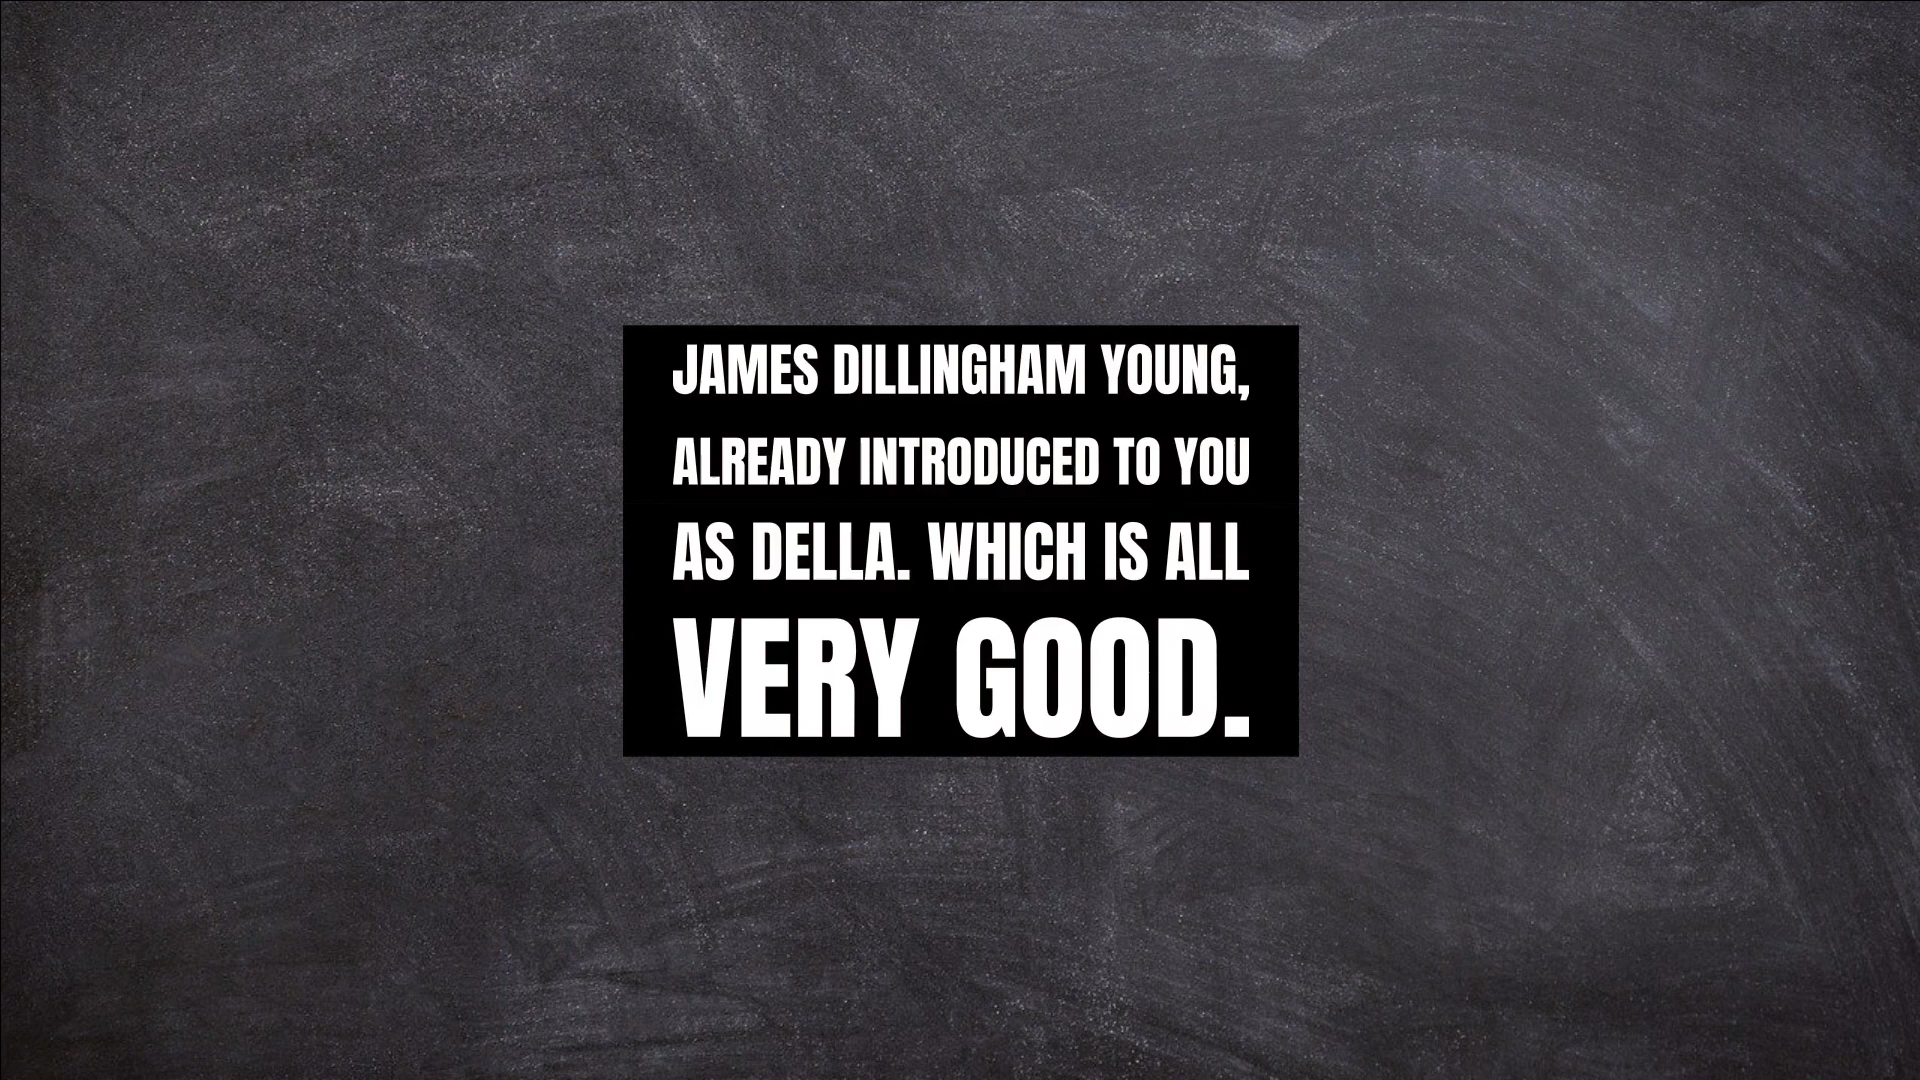 JAMES DILLINGHAM YOUNG,
ALREADY INTRODUCED TO YOU
AS DELLA. WHICH IS ALL
VERY GOOD.